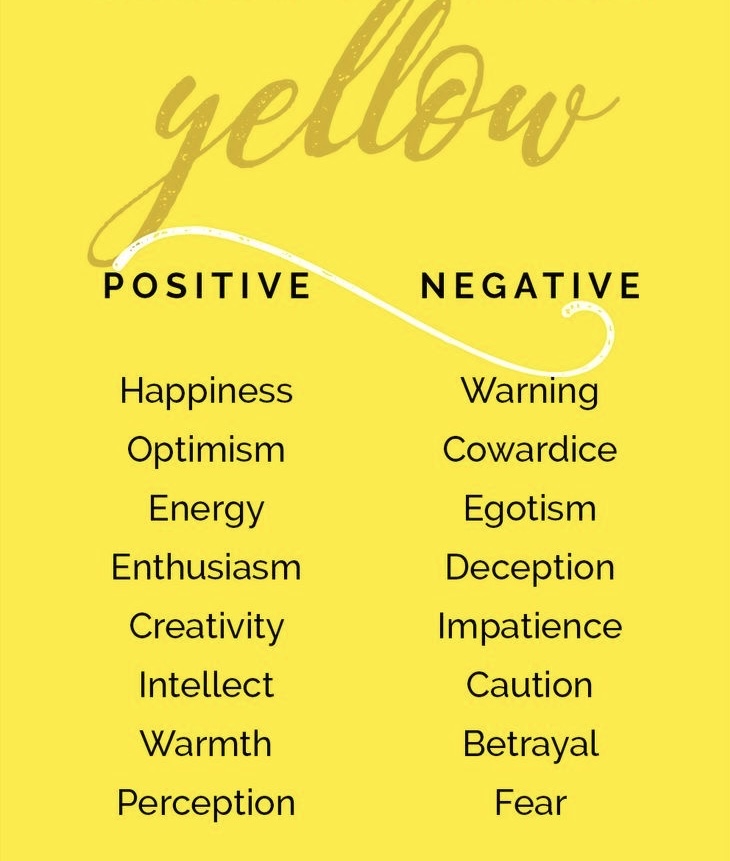 yellow
POSITIVE NEGATIVE
Happiness Warning
Optimism Cowardice
Energy Egotism
Enthusiasm Deception
Creativity Impatience
Intellect Caution
Warmth Betrayal
Perception Fear